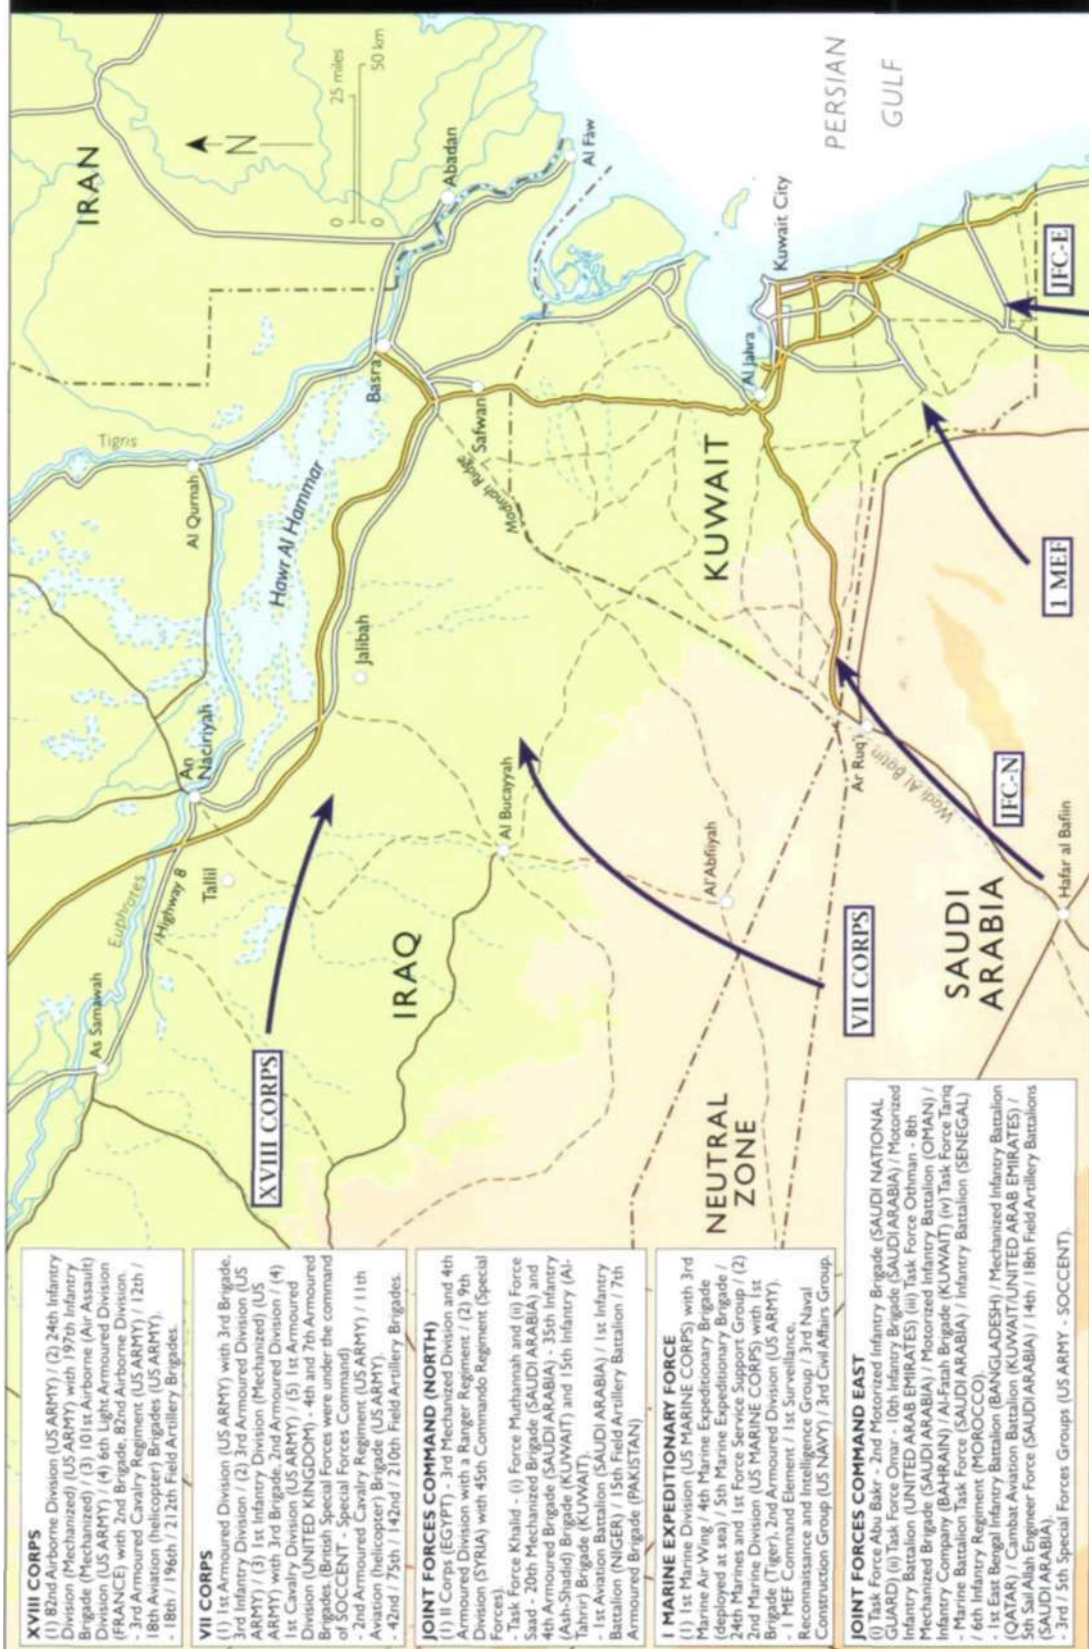 XVIII CORPS
(1) 82nd Airborne Division (US ARMY) / (2) 24th Infantry
Division (Mechanized) (US ARMY) with 197th Infantry
Brigade (Mechanized) / (3) 101st Airborne (Air Assault)
Division (US ARMY) / (4) 6th Light Armoured Division
(FRANCE) with 2nd Brigade, 82nd Airborne Division.
- 3rd Armoured Cavalry Regiment (US ARMY) / 12th /
18th Aviation (helicopter) Brigades (US ARMY).
- 18th / 196th / 212th Field Artillery Brigades.
VII CORPS
(1) 1st Armoured Division (US ARMY) with 3rd Brigade,
3rd Infantry Division / (2) 3rd Armoured Division (US
ARMY) / (3) 1st Infantry Division (Mechanized) (US
ARMY) with 3rd Brigade, 2nd Armoured Division / (4)
1st Cavalry Division (US ARMY) / (5) 1st Armoured
Division (UNITED KINGDOM) - 4th and 7th Armoured
Brigades. (British Special Forces were under the command
of SOCCENT - Special Forces Command)
- 2nd Armoured Cavalry Regiment (US ARMY) / 11th
Aviation (helicopter) Brigade (US ARMY).
- 42nd / 75th / 142nd / 210th Field Artillery Brigades.
JOINT FORCES COMMAND (NORTH)
(1) II Corps (EGYPT) - 3rd Mechanized Division and 4th
Armoured Division with a Ranger Regiment / (2) 9th
Division (SYRIA) with 45th Commando Regiment (Special
Forces).
- Task Force Khalid - (i) Force Muthannah and (ii) Force
Saad - 20th Mechanized Brigade (SAUDI ARABIA) and
4th Armoured Brigade (SAUDI ARABIA) - 35th Infantry
(Ash-Shadid) Brigade (KUWAIT) and 15th Infantry (Al-
Tahrir) Brigade (KUWAIT).
- 1st Aviation Battalion (SAUDI ARABIA) / 1st Infantry
Battalion (NIGER) / 15th Field Artillery Battalion / 7th
Armoured Brigade (PAKISTAN)
I MARINE EXPEDITIONARY FORCE
(1) 1st Marine Division (US MARINE CORPS) with 3rd
Marine Air Wing / 4th Marine Expeditionary Brigade
(deployed at sea) / 5th Marine Expeditionary Brigade /
24th Marines and 1st Force Service Support Group / (2)
2nd Marine Division (US MARINE CORPS) with 1st
Brigade (Tiger), 2nd Armoured Division (US ARMY).
- 1 MEF Command Element / 1st Surveillance,
Reconnaissance and Intelligence Group / 3rd Naval
Construction Group (US NAVY) / 3rd Civil Affairs Group.
JOINT FORCES COMMAND EAST
(i) Task Force Abu Bakr - 2nd Motorized Infantry Brigade (SAUDI NATIONAL
GUARD) (ii) Task Force Omar - 10th Infantry Brigade (SAUDI ARABIA) / Motorized
Infantry Battalion (UNITED ARAB EMIRATES) (iii) Task Force Othman - 8th
Mechanized Brigade (SAUDI ARABIA) / Motorized Infantry Battalion (OMAN) /
Infantry Company (BAHRAIN) / Al-Fatah Brigade (KUWAIT) (iv) Task Force Tariq
- Marine Battalion Task Force (SAUDI ARABIA) / Infantry Battalion (SENEGAL)
/ 6th Infantry Regiment (MOROCCO).
- 1st East Bengal Infantry Battalion (BANGLADESH) / Mechanized Infantry Battalion
(QATAR) / Combat Aviation Battalion (KUWAIT/UNITED ARAB EMIRATES) /
5th Sail Allah Engineer Force (SAUDI ARABIA) / 14th / 18th Field Artillery Battalions
(SAUDI ARABIA).
- 3rd / 5th Special Forces Groups (US ARMY - SOCCENT).
IRAN
N
0 25 miles
0 50 km
Tigris
Al Qurnah
Basra
Abadan
Al Fàw
Hawr Al Hammar
An
Naciriyah
Euphrates
As Samawah
Highway 8
Tallil
Jalibah
Safwan
Madinah Ridge
IRAQ
XVIII CORPS
Al Bucayyah
Al'Abfiiyah
VII CORPS
NEUTRAL
ZONE
KUWAIT
Al Jahra
Kuwait City
PERSIAN
GULF
Ar Ruq'i
Wadi Al Batin
JFC-N
1 MEF
JFC-E
SAUDI
ARABIA
Hafar al Bafiin